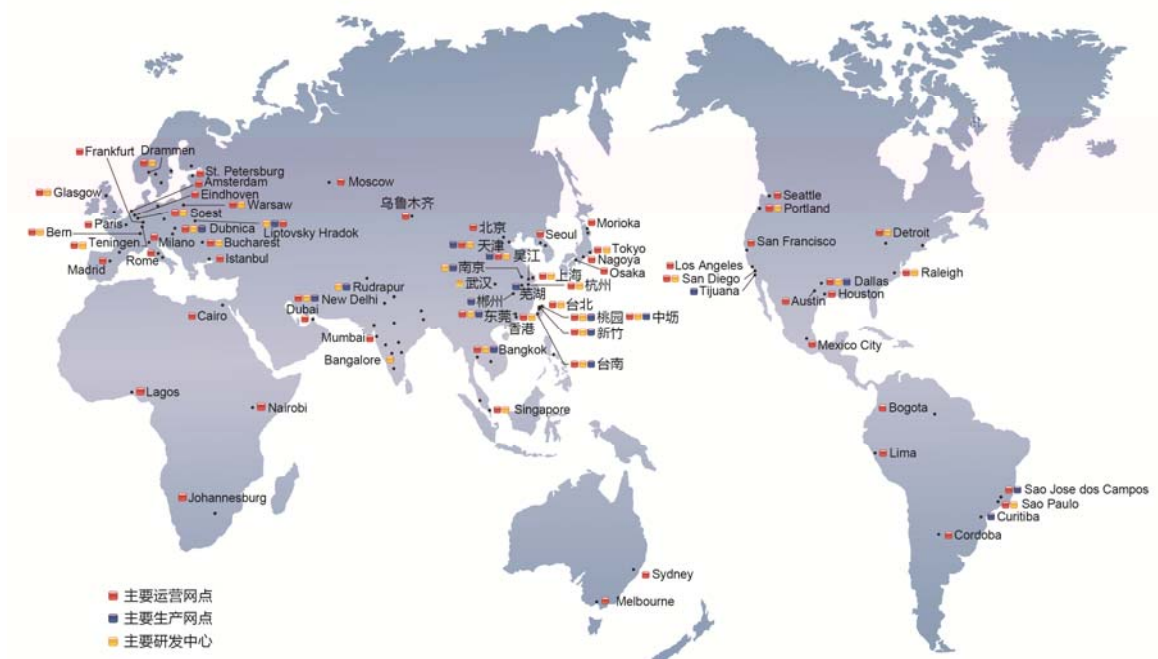 Frankfurt
Drammen
St. Petersburg
Amsterdam
Eindhoven
Glasgow
Warsaw
Soest
Paris
Bern
Dubnica
Liptovsky Hradok
Teningen
Milano
Bucharest
Madrid
Rome
Istanbul
Moscow
乌鲁木齐
北京
Seoul
Morioka
天津
吴江
Tokyo
Nagoya
Osaka
南京
上海
武汉
杭州
芜湖
郴州
台北
东莞
香港
桃园
中坜
新竹
台南
Rudrapur
New Delhi
Dubai
Cairo
Mumbai
Bangalore
Bangkok
Singapore
Lagos
Nairobi
Johannesburg
Sydney
Melbourne
Seattle
Portland
San Francisco
Detroit
Los Angeles
San Diego
Tijuana
Raleigh
Dallas
Houston
Austin
Mexico City
Bogota
Lima
Sao Jose dos Campos
Sao Paulo
Curitiba
Cordoba
主要运营网点
主要生产网点
主要研发中心